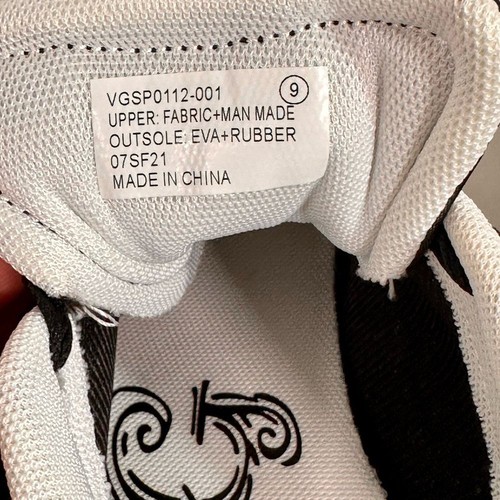 VGSP0112-001 9
UPPER: FABRIC+MAN MADE
OUTSOLE: EVA+RUBBER
07SF21
MADE IN CHINA